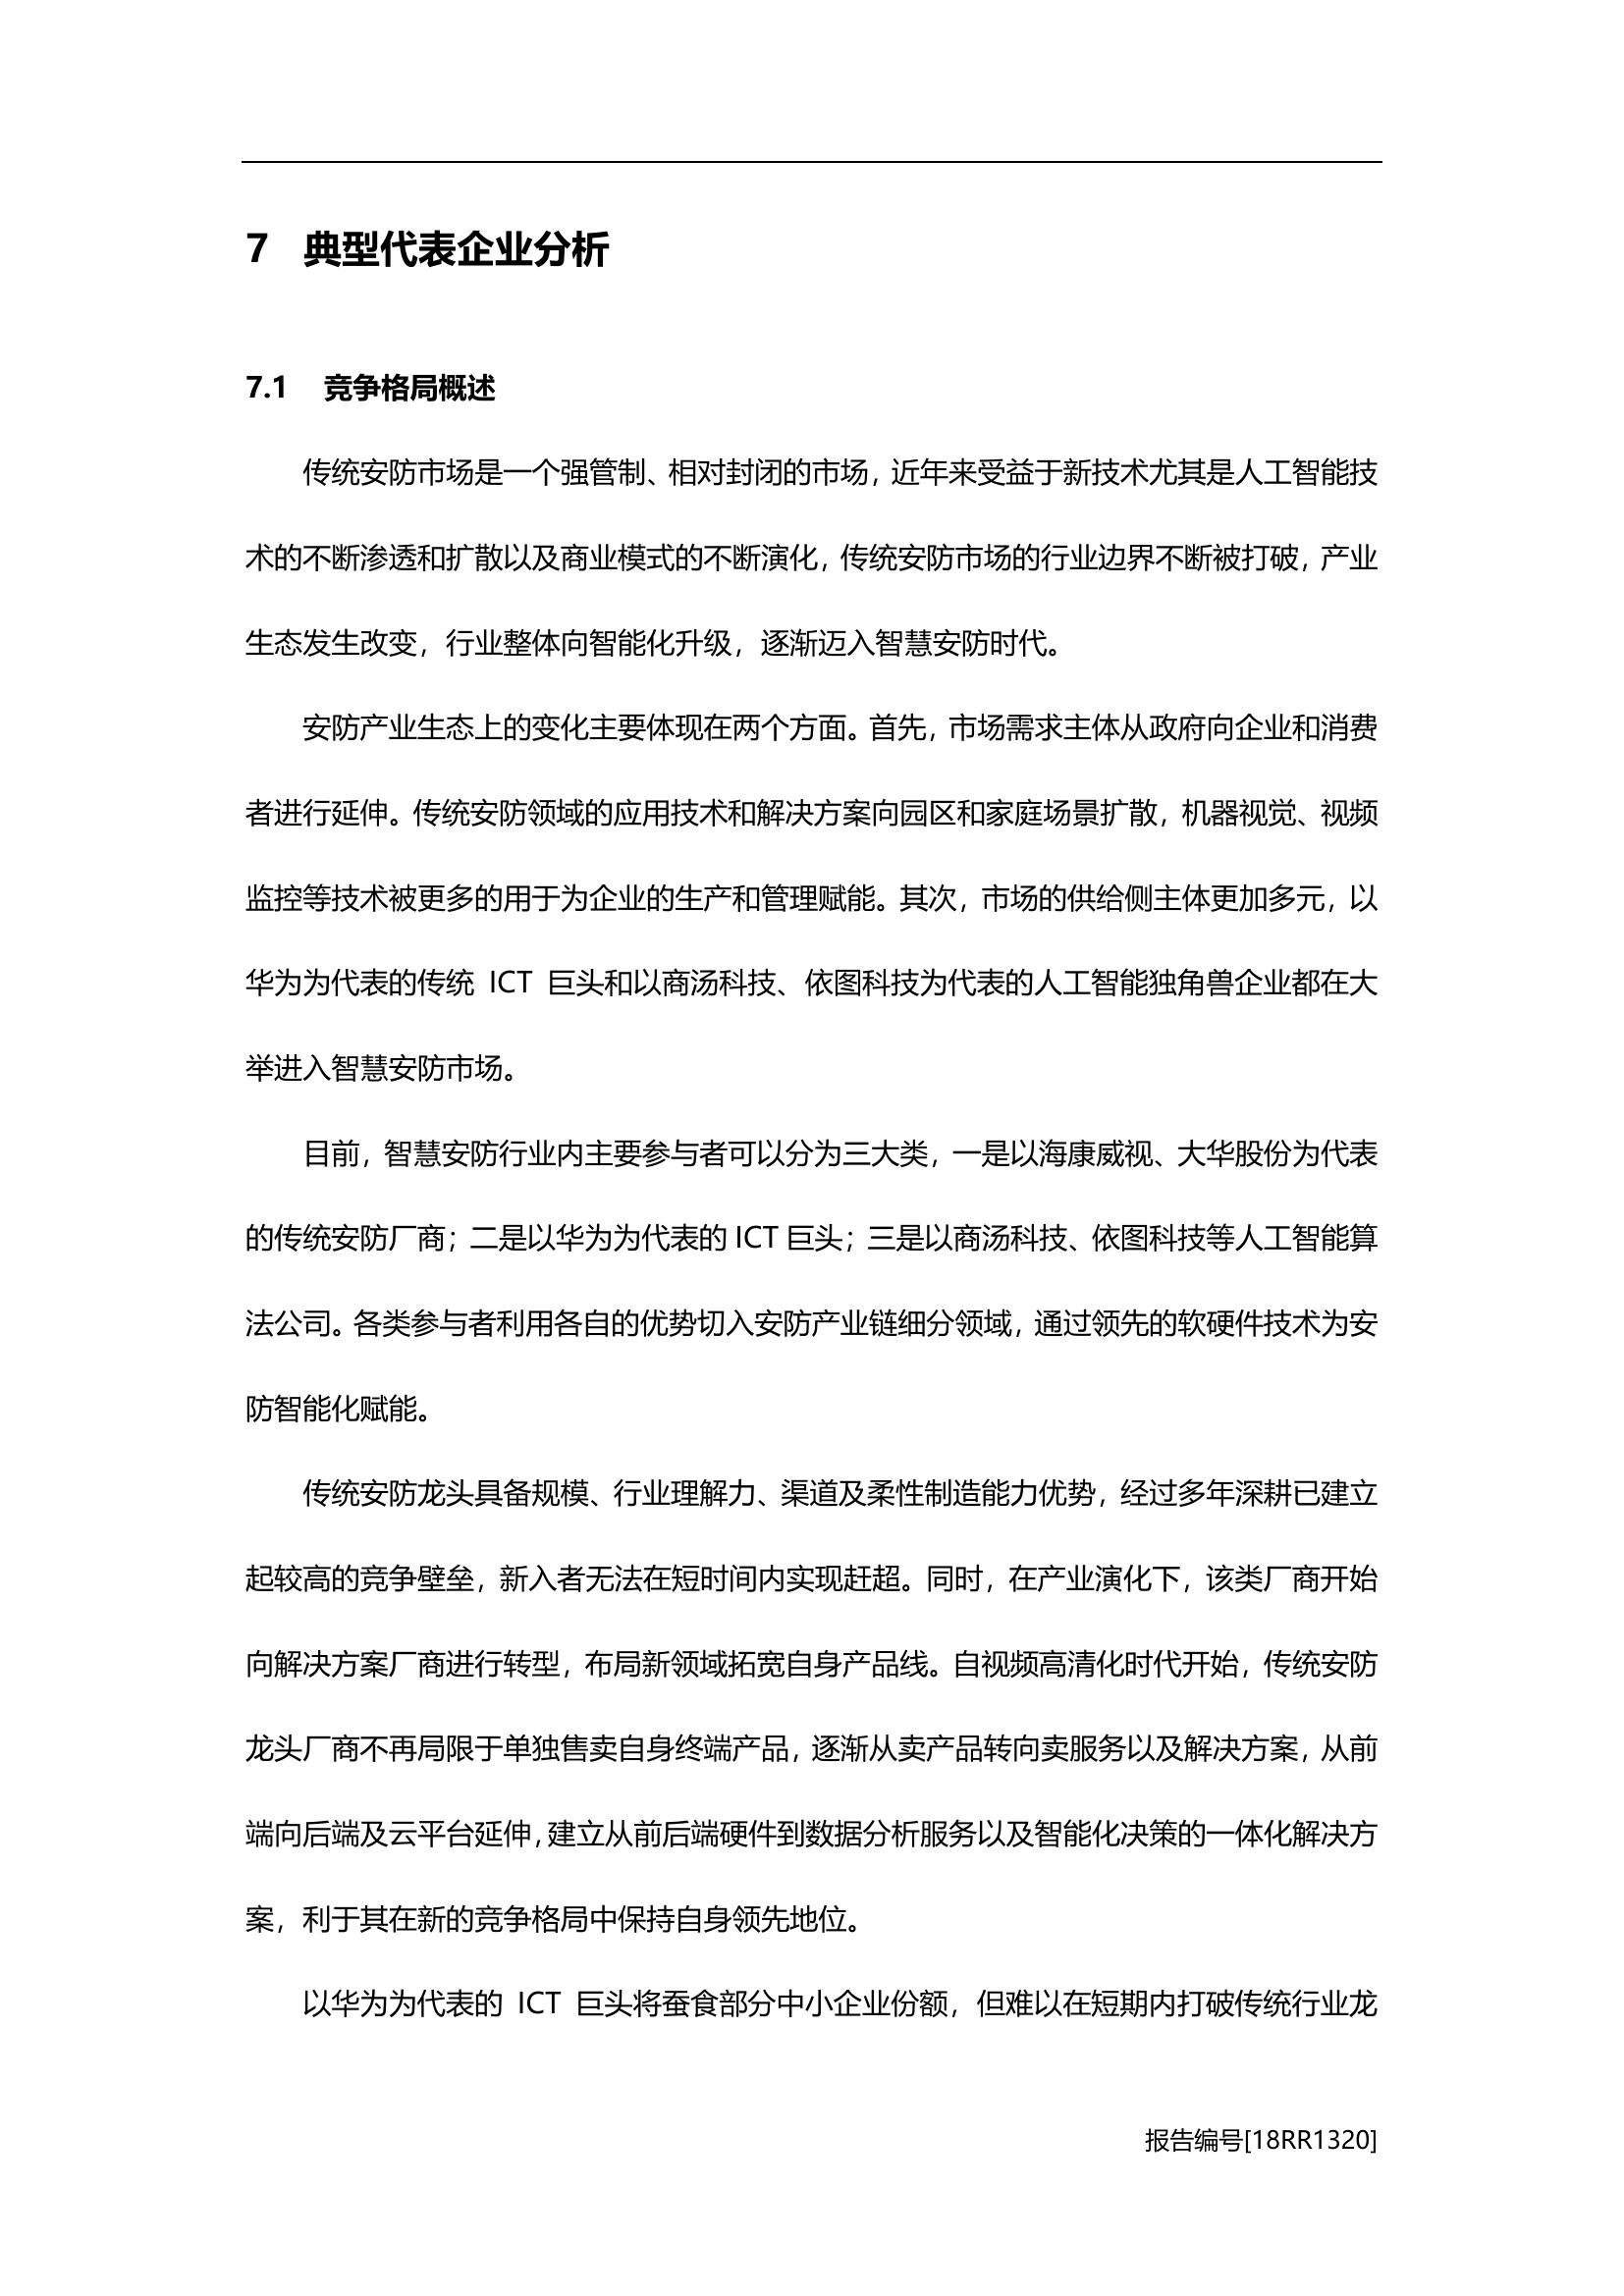 7 典型代表企业分析
7.1 竞争格局概述
传统安防市场是一个强管制、相对封闭的市场，近年来受益于新技术尤其是人工智能技
术的不断渗透和扩散以及商业模式的不断演化，传统安防市场的行业边界不断被打破，产业
生态发生改变，行业整体向智能化升级，逐渐迈入智慧安防时代。
安防产业生态上的变化主要体现在两个方面。首先，市场需求主体从政府向企业和消费
者进行延伸。传统安防领域的应用技术和解决方案向园区和家庭场景扩散，机器视觉、视频
监控等技术被更多的用于为企业的生产和管理赋能。其次，市场的供给侧主体更加多元，以
华为为代表的传统 ICT 巨头和以商汤科技、依图科技为代表的人工智能独角兽企业都在大
举进入智慧安防市场。
目前，智慧安防行业内主要参与者可以分为三大类，一是以海康威视、大华股份为代表
的传统安防厂商；二是以华为为代表的 ICT 巨头；三是以商汤科技、依图科技等人工智能算
法公司。各类参与者利用各自的优势切入安防产业链细分领域，通过领先的软硬件技术为安
防智能化赋能。
传统安防龙头具备规模、行业理解力、渠道及柔性制造能力优势，经过多年深耕已建立
起较高的竞争壁垒，新入者无法在短时间内实现赶超。同时，在产业演化下，该类厂商开始
向解决方案厂商进行转型，布局新领域拓宽自身产品线。自视频高清化时代开始，传统安防
龙头厂商不再局限于单独售卖自身终端产品，逐渐从卖产品转向卖服务以及解决方案，从前
端向后端及云平台延伸，建立从前后端硬件到数据分析服务以及智能化决策的一体化解决方
案，利于其在新的竞争格局中保持自身领先地位。
以华为为代表的 ICT 巨头将蚕食部分中小企业份额，但难以在短期内打破传统行业龙
报告编号[18RR1320]